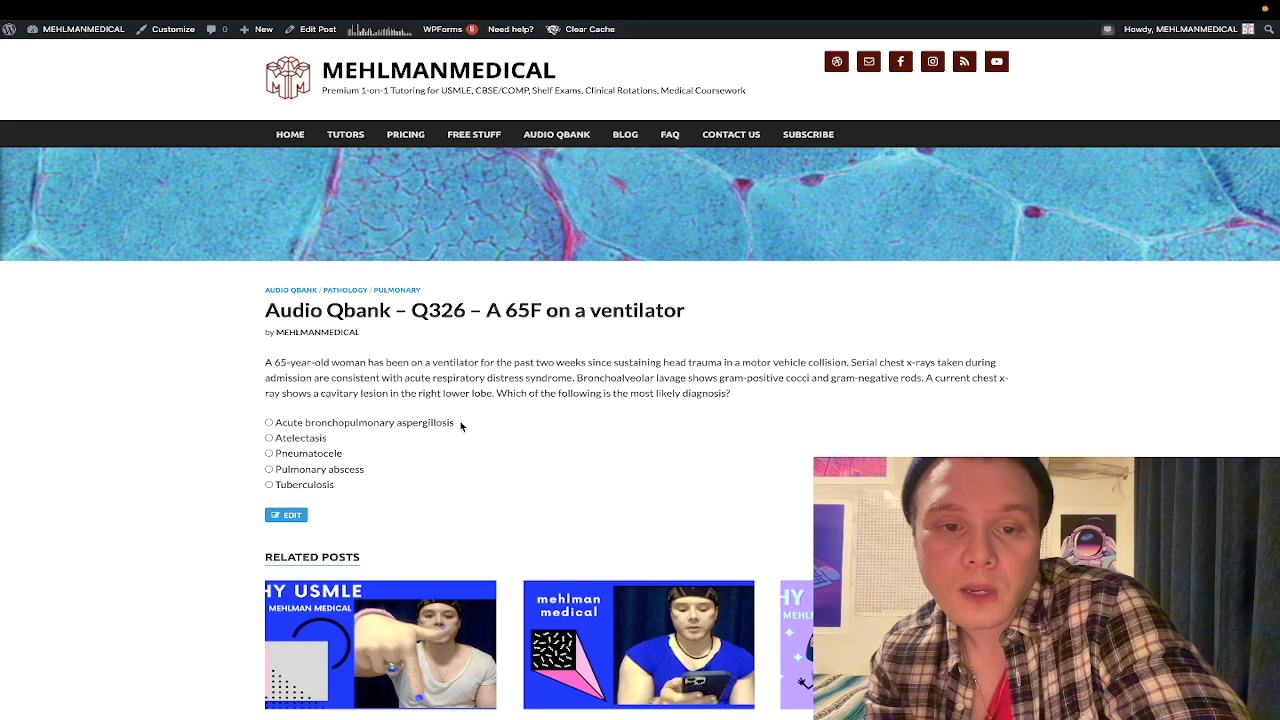 MEHLMANMEDICAL Customize 0 New Edit Post WPForms 5 Need help? Clear Cache Howdy, MEHLMANMEDICAL
MEHLMANMEDICAL
Premium 1-on-1 Tutoring for USMLE, CBSE/COMP, Shelf Exams, Clinical Rotations, Medical Coursework
HOME TUTORS PRICING FREE STUFF AUDIO QBANK BLOG FAQ CONTACT US SUBSCRIBE
AUDIO QBANK / PATHOLOGY / PULMONARY
Audio Qbank – Q326 – A 65F on a ventilator
by MEHLMANMEDICAL
A 65-year-old woman has been on a ventilator for the past two weeks since sustaining head trauma in a motor vehicle collision. Serial chest x-rays taken during
admission are consistent with acute respiratory distress syndrome. Bronchoalveolar lavage shows gram-positive cocci and gram-negative rods. A current chest x-
ray shows a cavitary lesion in the right lower lobe. Which of the following is the most likely diagnosis?
Acute bronchopulmonary aspergillosis
Atelectasis
Pneumatocele
Pulmonary abscess
Tuberculosis
EDIT
RELATED POSTS
HY USMLE
MEHLMAN MEDICAL
mehlman
medical
HY
MEHL